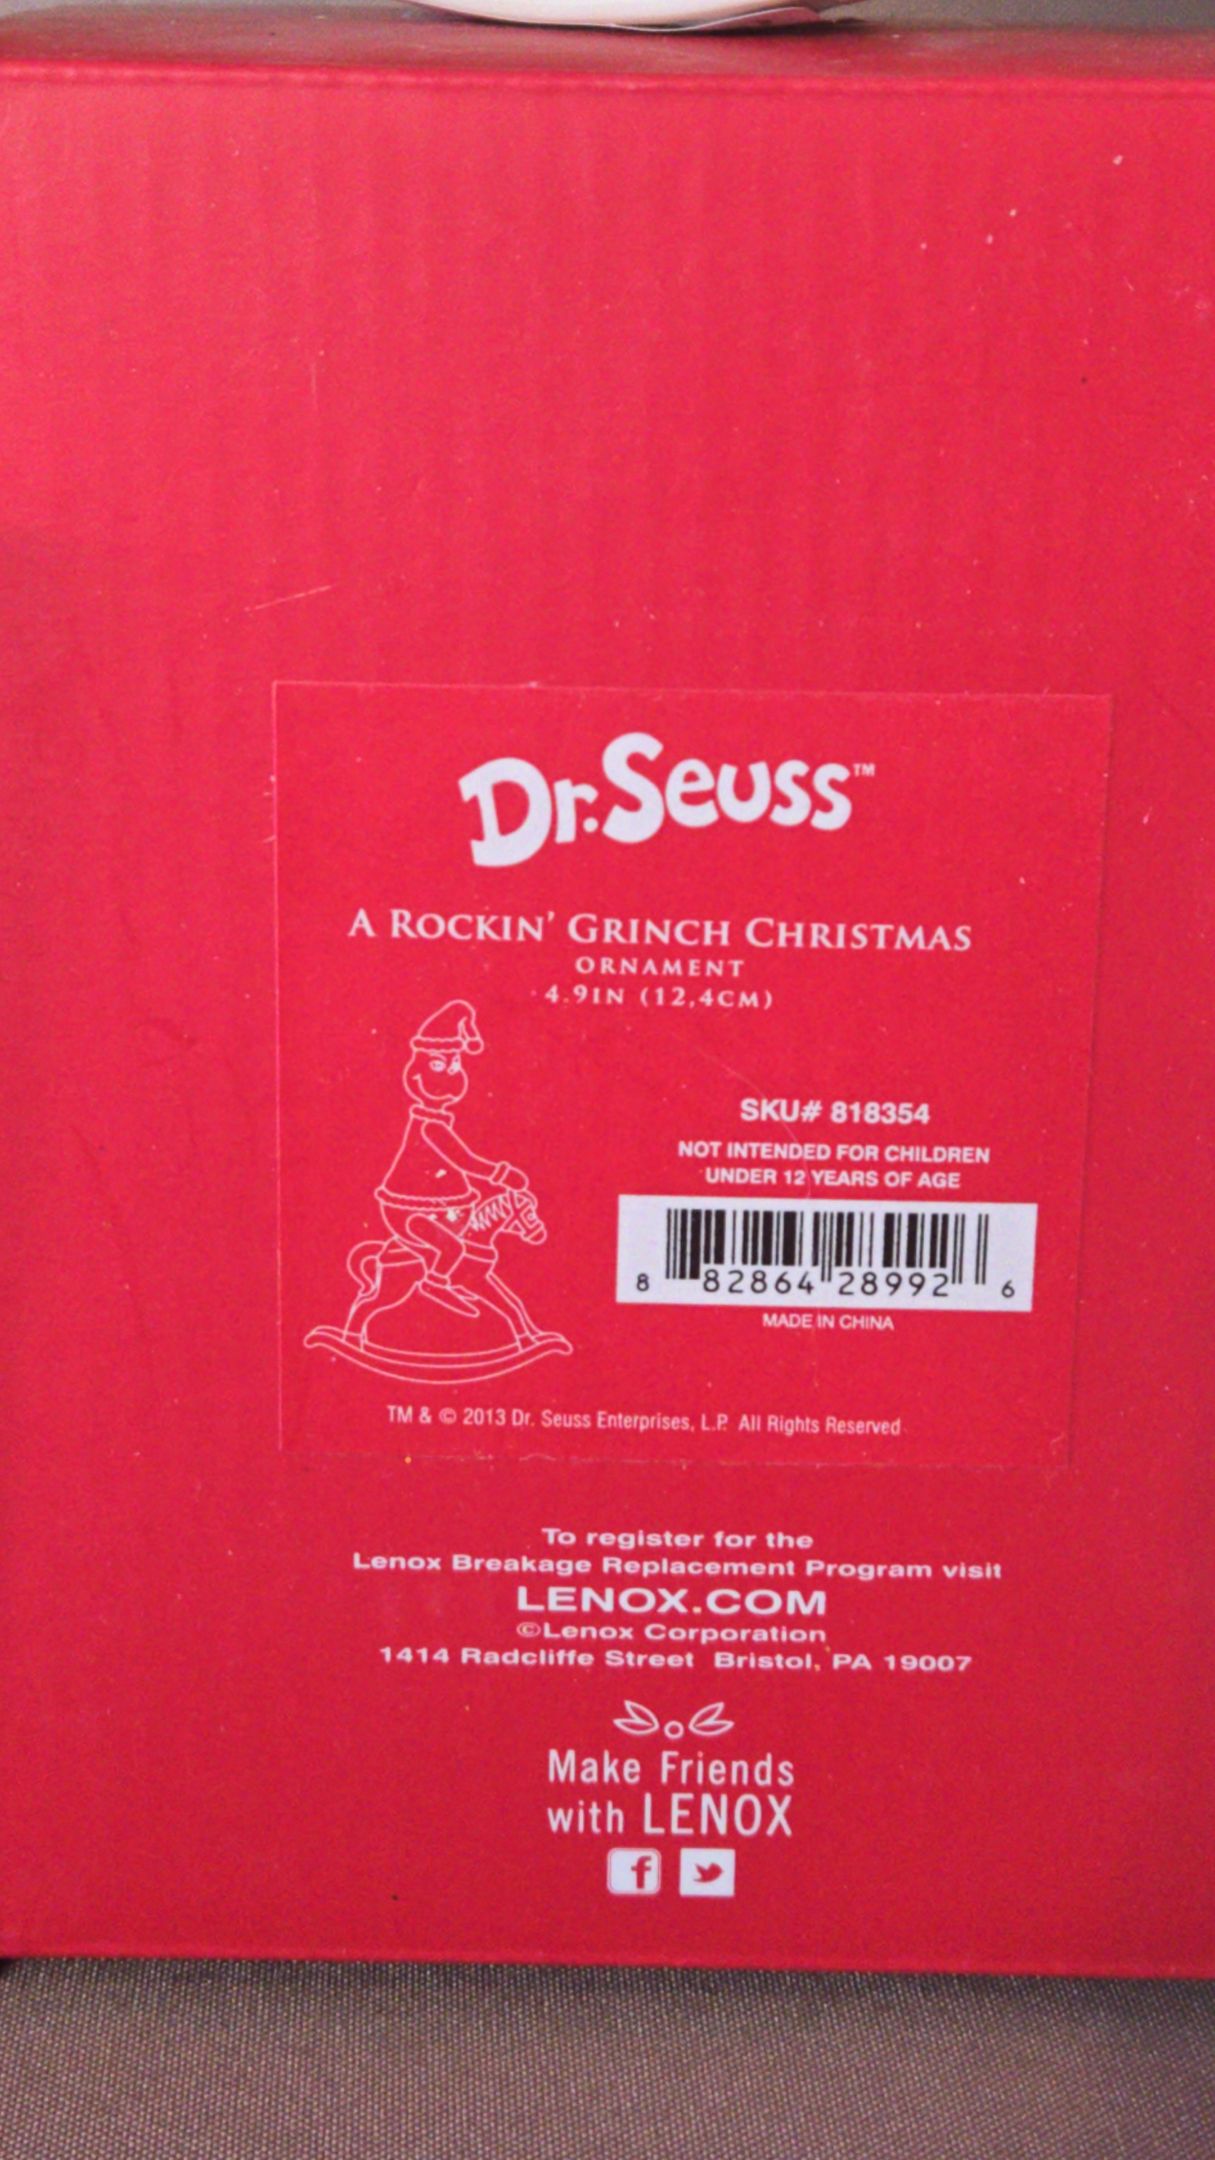 Dr. Seuss™
A ROCKIN' GRINCH CHRISTMAS
ORNAMENT
4.9IN (12,4CM)
SKU# 818354
NOT INTENDED FOR CHILDREN
UNDER 12 YEARS OF AGE
8 82864 28992 6
MADE IN CHINA
TM & © 2013 Dr. Seuss Enterprises, L.P. All Rights Reserved
To register for the
Lenox Breakage Replacement Program visit
LENOX.COM
©Lenox Corporation
1414 Radcliffe Street Bristol, PA 19007
Make Friends
with LENOX
f